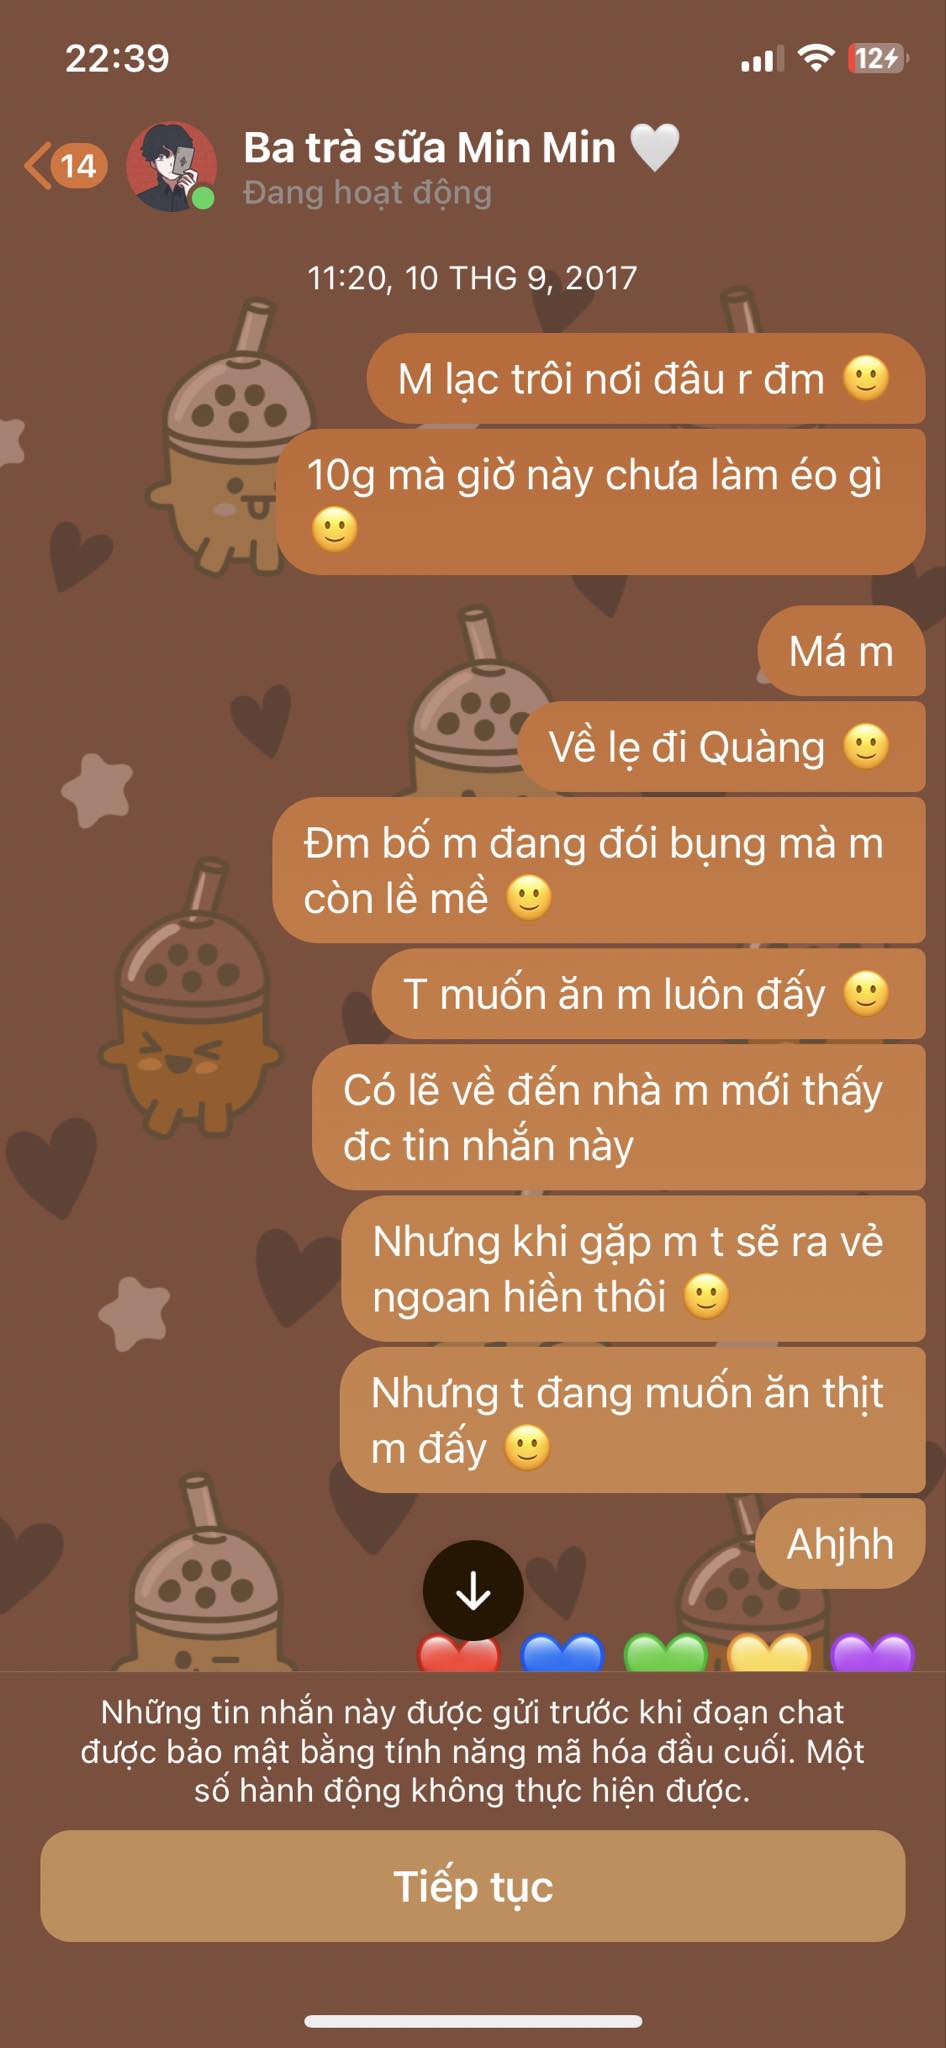 22:39
12
14
Ba trà sữa Min Min 🤍
Đang hoạt động
11:20, 10 THG 9, 2017
M lạc trôi nơi đâu r đm 🙂
10g mà giờ này chưa làm éo gì
🙂
Má m
Về lẹ đi Quàng 🙂
Đm bố m đang đói bụng mà m
còn lề mề 🙂
T muốn ăn m luôn đấy 🙂
Có lẽ về đến nhà m mới thấy
đc tin nhắn này
Nhưng khi gặp m t sẽ ra vẻ
ngoan hiền thôi 🙂
Nhưng t đang muốn ăn thịt
m đấy 🙂
Ahjhh
❤️💙💚💛💜
Những tin nhắn này được gửi trước khi đoạn chat
được bảo mật bằng tính năng mã hóa đầu cuối. Một
số hành động không thực hiện được.
Tiếp tục